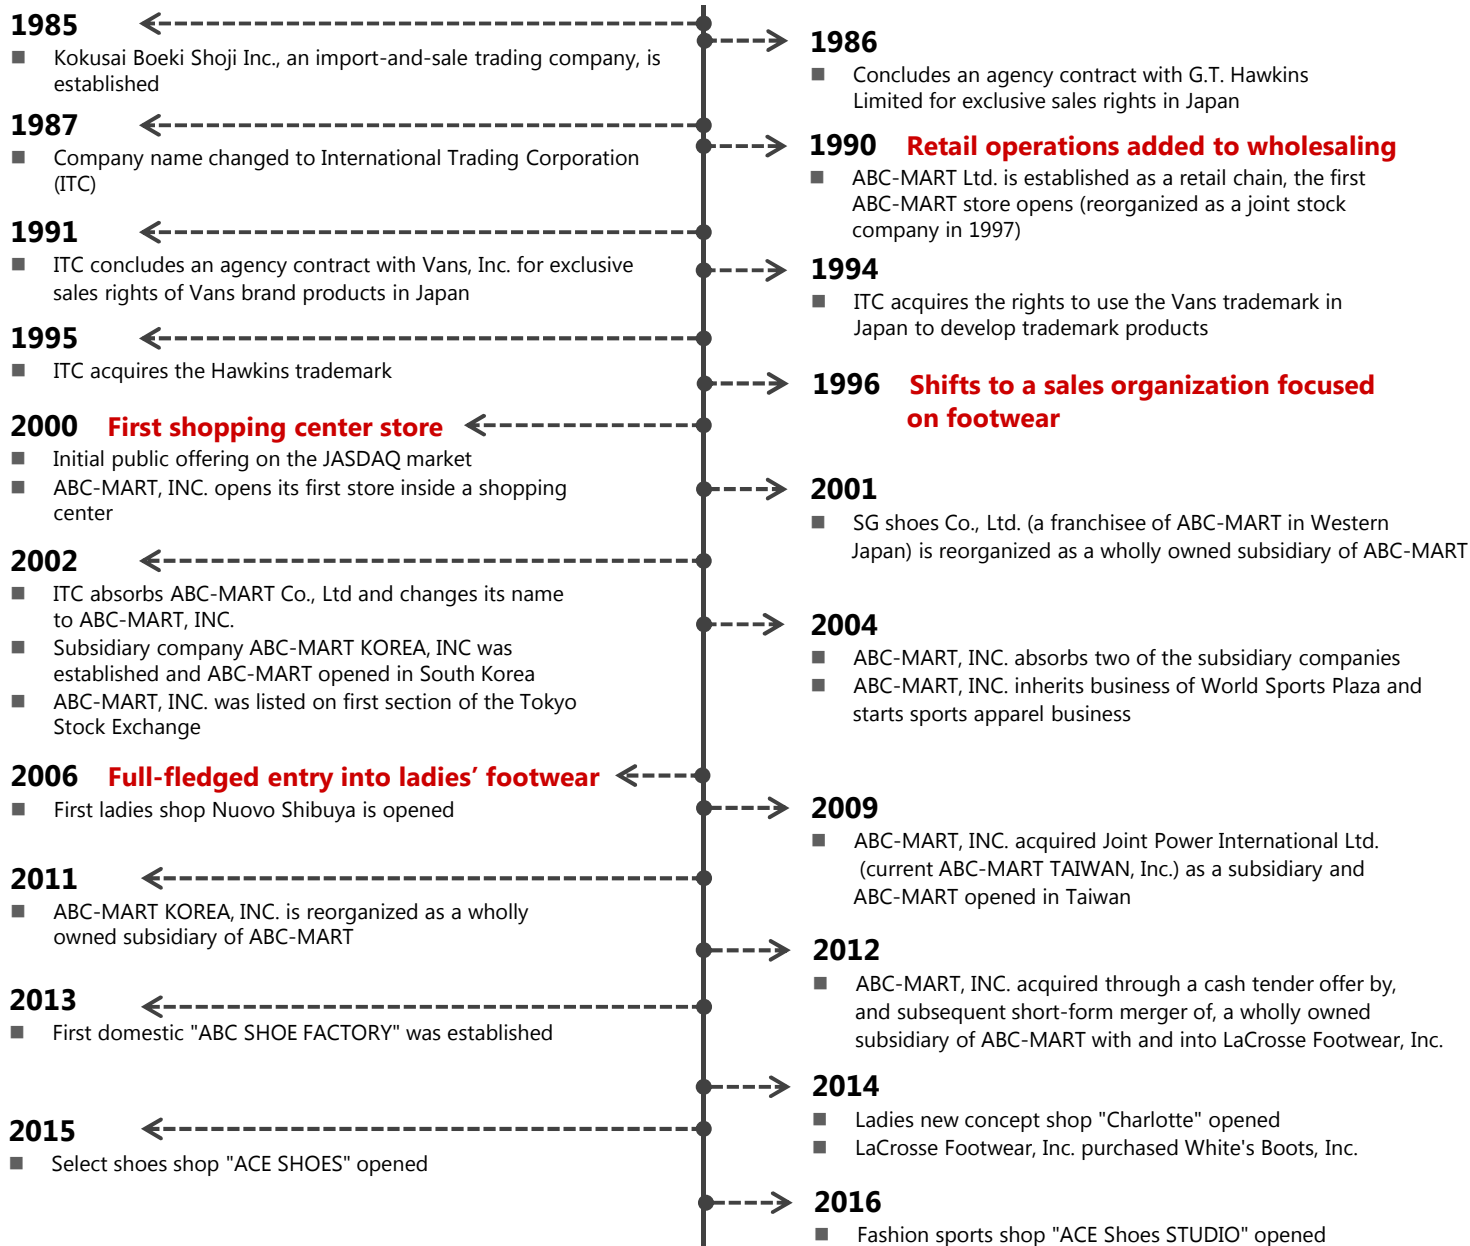 1985
■ Kokusai Boeki Shoji Inc., an import-and-sale trading company, is
established
1986
■ Concludes an agency contract with G.T. Hawkins
Limited for exclusive sales rights in Japan
1987
■ Company name changed to International Trading Corporation
(ITC)
1990 Retail operations added to wholesaling
■ ABC-MART Ltd. is established as a retail chain, the first
ABC-MART store opens (reorganized as a joint stock
company in 1997)
1991
■ ITC concludes an agency contract with Vans, Inc. for exclusive
sales rights of Vans brand products in Japan
1994
■ ITC acquires the rights to use the Vans trademark in
Japan to develop trademark products
1995
■ ITC acquires the Hawkins trademark
1996 Shifts to a sales organization focused
on footwear
2000 First shopping center store
■ Initial public offering on the JASDAQ market
■ ABC-MART, INC. opens its first store inside a shopping
center
2001
■ SG shoes Co., Ltd. (a franchisee of ABC-MART in Western
Japan) is reorganized as a wholly owned subsidiary of ABC-MART
2002
■ ITC absorbs ABC-MART Co., Ltd and changes its name
to ABC-MART, INC.
■ Subsidiary company ABC-MART KOREA, INC was
established and ABC-MART opened in South Korea
■ ABC-MART, INC. was listed on first section of the Tokyo
Stock Exchange
2004
■ ABC-MART, INC. absorbs two of the subsidiary companies
■ ABC-MART, INC. inherits business of World Sports Plaza and
starts sports apparel business
2006 Full-fledged entry into ladies’ footwear
■ First ladies shop Nuovo Shibuya is opened
2009
■ ABC-MART, INC. acquired Joint Power International Ltd.
(current ABC-MART TAIWAN, Inc.) as a subsidiary and
ABC-MART opened in Taiwan
2011
■ ABC-MART KOREA, INC. is reorganized as a wholly
owned subsidiary of ABC-MART
2012
■ ABC-MART, INC. acquired through a cash tender offer by,
and subsequent short-form merger of, a wholly owned
subsidiary of ABC-MART with and into LaCrosse Footwear, Inc.
2013
■ First domestic "ABC SHOE FACTORY" was established
2014
■ Ladies new concept shop "Charlotte" opened
■ LaCrosse Footwear, Inc. purchased White's Boots, Inc.
2015
■ Select shoes shop "ACE SHOES" opened
2016
■ Fashion sports shop "ACE Shoes STUDIO" opened